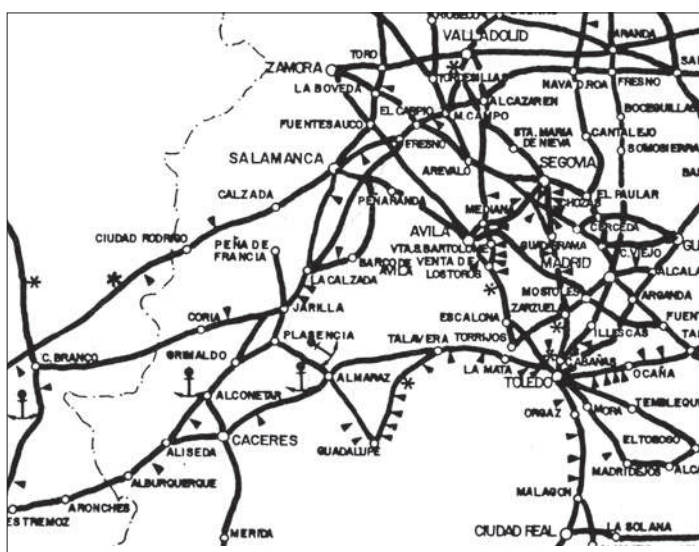 RIOSECO
VALLADOLID
ARANDA
TORO
ZAMORA
TORDESILLAS
NAVA D. ROA
FRESNO
LA BOVEDA
ALCAZAREN
EL CARPIO
M. CAMPO
BOCEGUILLAS
FUENTESAUCO
STA. MARIA
DE NIEVA
CANTALEJO
FRESNO
SOMOSIERRA
SALAMANCA
AREVALO
SEGOVIA
CALZADA
PEÑARANDA
EL PAULAR
MEDIANA
CHOZAS
CIUDAD RODRIGO
PEÑA DE
FRANCIA
AVILA
CERCEDA
VTA. S. BARTOLOME
GUADARRAMA
C. VIEJO
BARCO DE
AVILA
VENTA DE
LOS TOROS
MADRID
LA CALZADA
MOSTOLES
ARGANDA
JARILLA
ZARZUEL
CORIA
ESCALONA
ILLESCAS
PLASENCIA
TALAVERA
TORRIJOS
C. BRANCO
GRIMALDO
CABAÑAS
ALMARAZ
LA MATA
TOLEDO
OCAÑA
ALCONETAR
ORGAZ
MORA
TEMBLEQUE
CACERES
GUADALUPE
EL TOBOSO
ALISEDA
MADRIDEJOS
ALBURQUERQUE
MALAGON
ARONCHES
ESTREMOZ
MERIDA
CIUDAD REAL
LA SOLANA